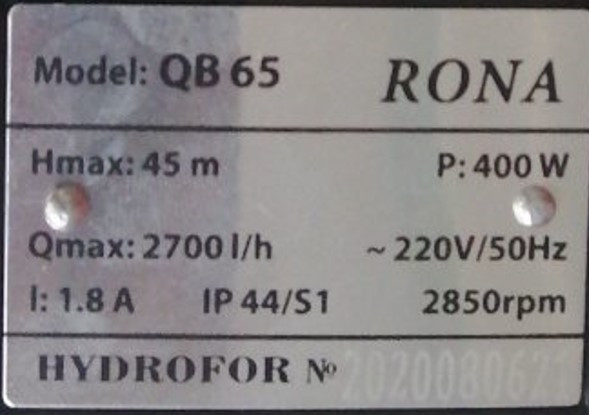 Model: QB 65 RONA
Hmax: 45 m P: 400 W
Qmax: 2700 l/h ~ 220V/50Hz
I: 1.8 A IP 44/S1 2850rpm
HYDROFOR №